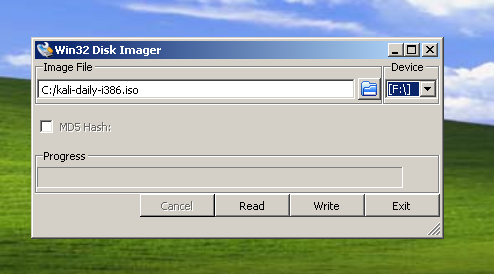 Win32 Disk Imager
Image File
Device
C:/kali-daily-i386.iso
[F:\]
MD5 Hash:
Progress
Cancel
Read
Write
Exit